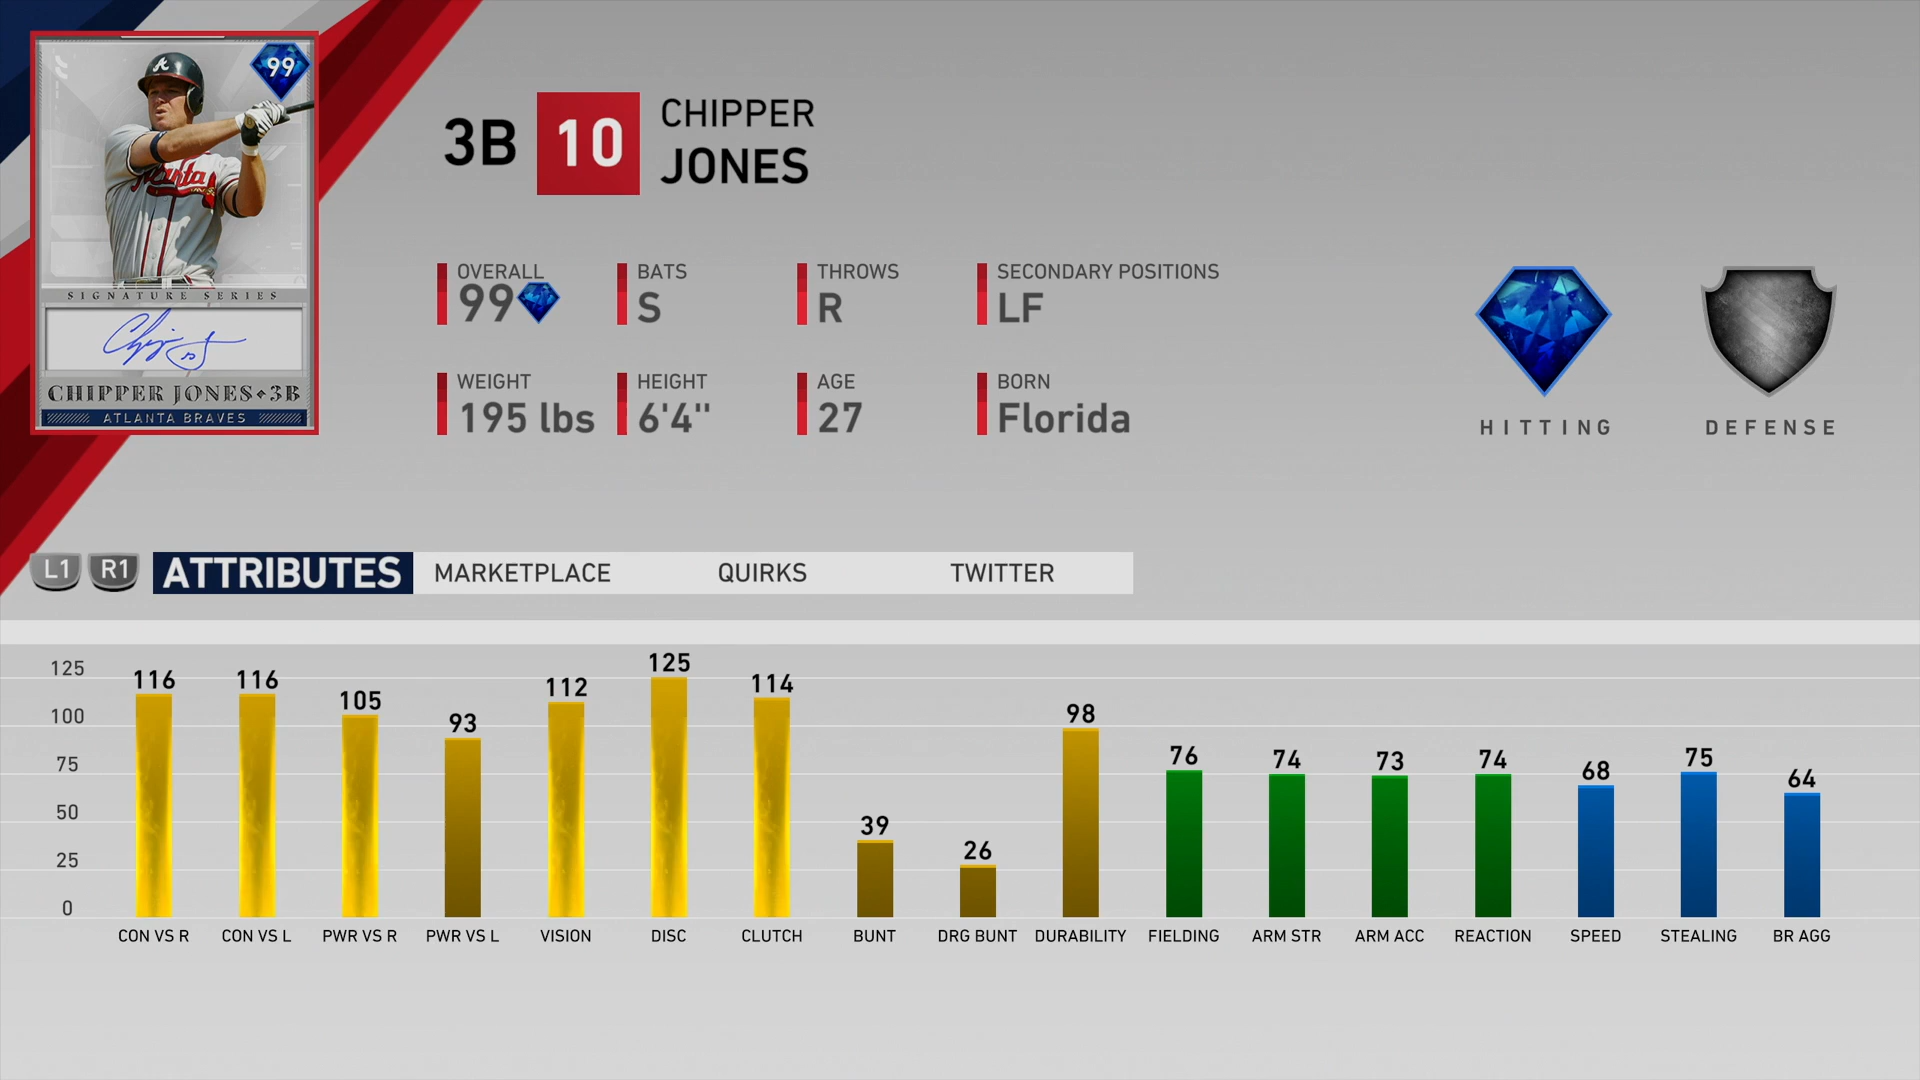 99
A
Atlanta
SIGNATURE SERIES
CHIPPER JONES 3B
ATLANTA BRAVES
3B 10 CHIPPER
JONES
OVERALL BATS THROWS SECONDARY POSITIONS
99 S R LF
WEIGHT HEIGHT AGE BORN
195 lbs 6'4" 27 Florida
HITTING DEFENSE
L1 R1 ATTRIBUTES MARKETPLACE QUIRKS TWITTER
125
100
75
50
25
0
116 116 105 93 112 125 114 39 26 98 76 74 73 74 68 75 64
CON VS R CON VS L PWR VS R PWR VS L VISION DISC CLUTCH BUNT DRG BUNT DURABILITY FIELDING ARM STR ARM ACC REACTION SPEED STEALING BR AGG